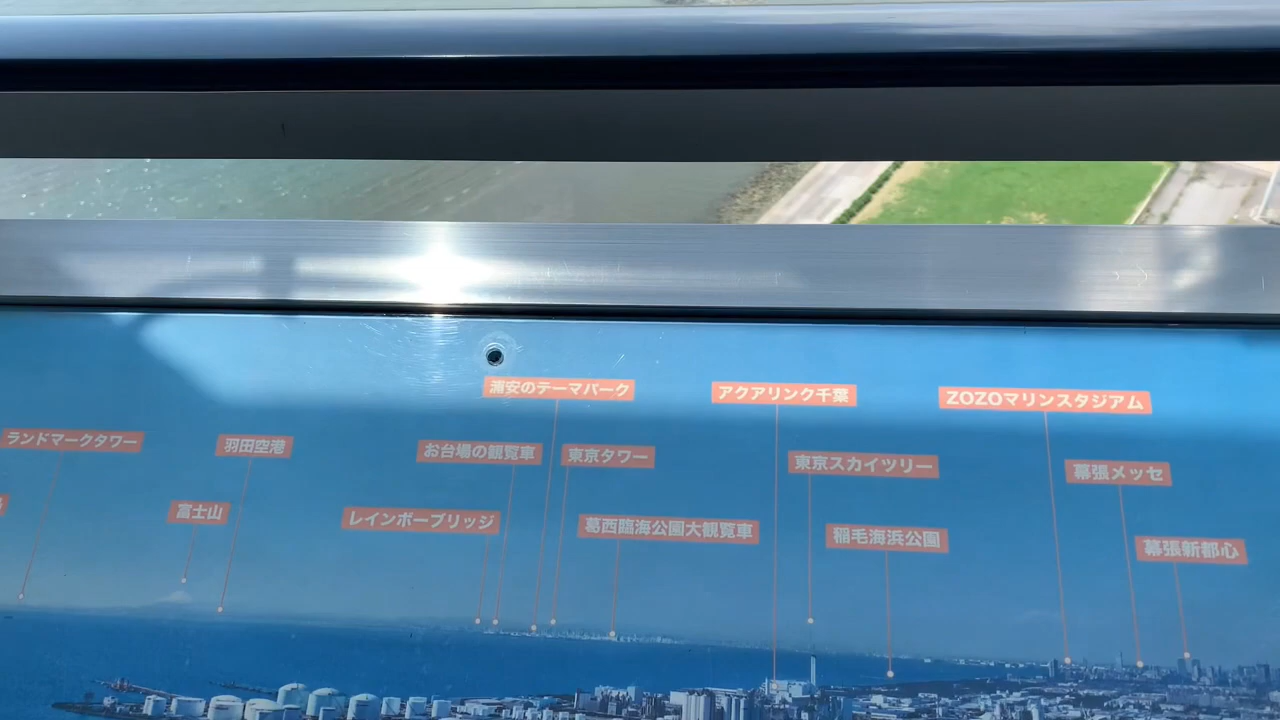 浦安のテーマパーク
アクアリンク千葉
ZOZOマリンスタジアム
ランドマークタワー
羽田空港
お台場の観覧車
東京タワー
東京スカイツリー
幕張メッセ
富士山
レインボーブリッジ
葛西臨海公園大観覧車
稲毛海浜公園
幕張新都心